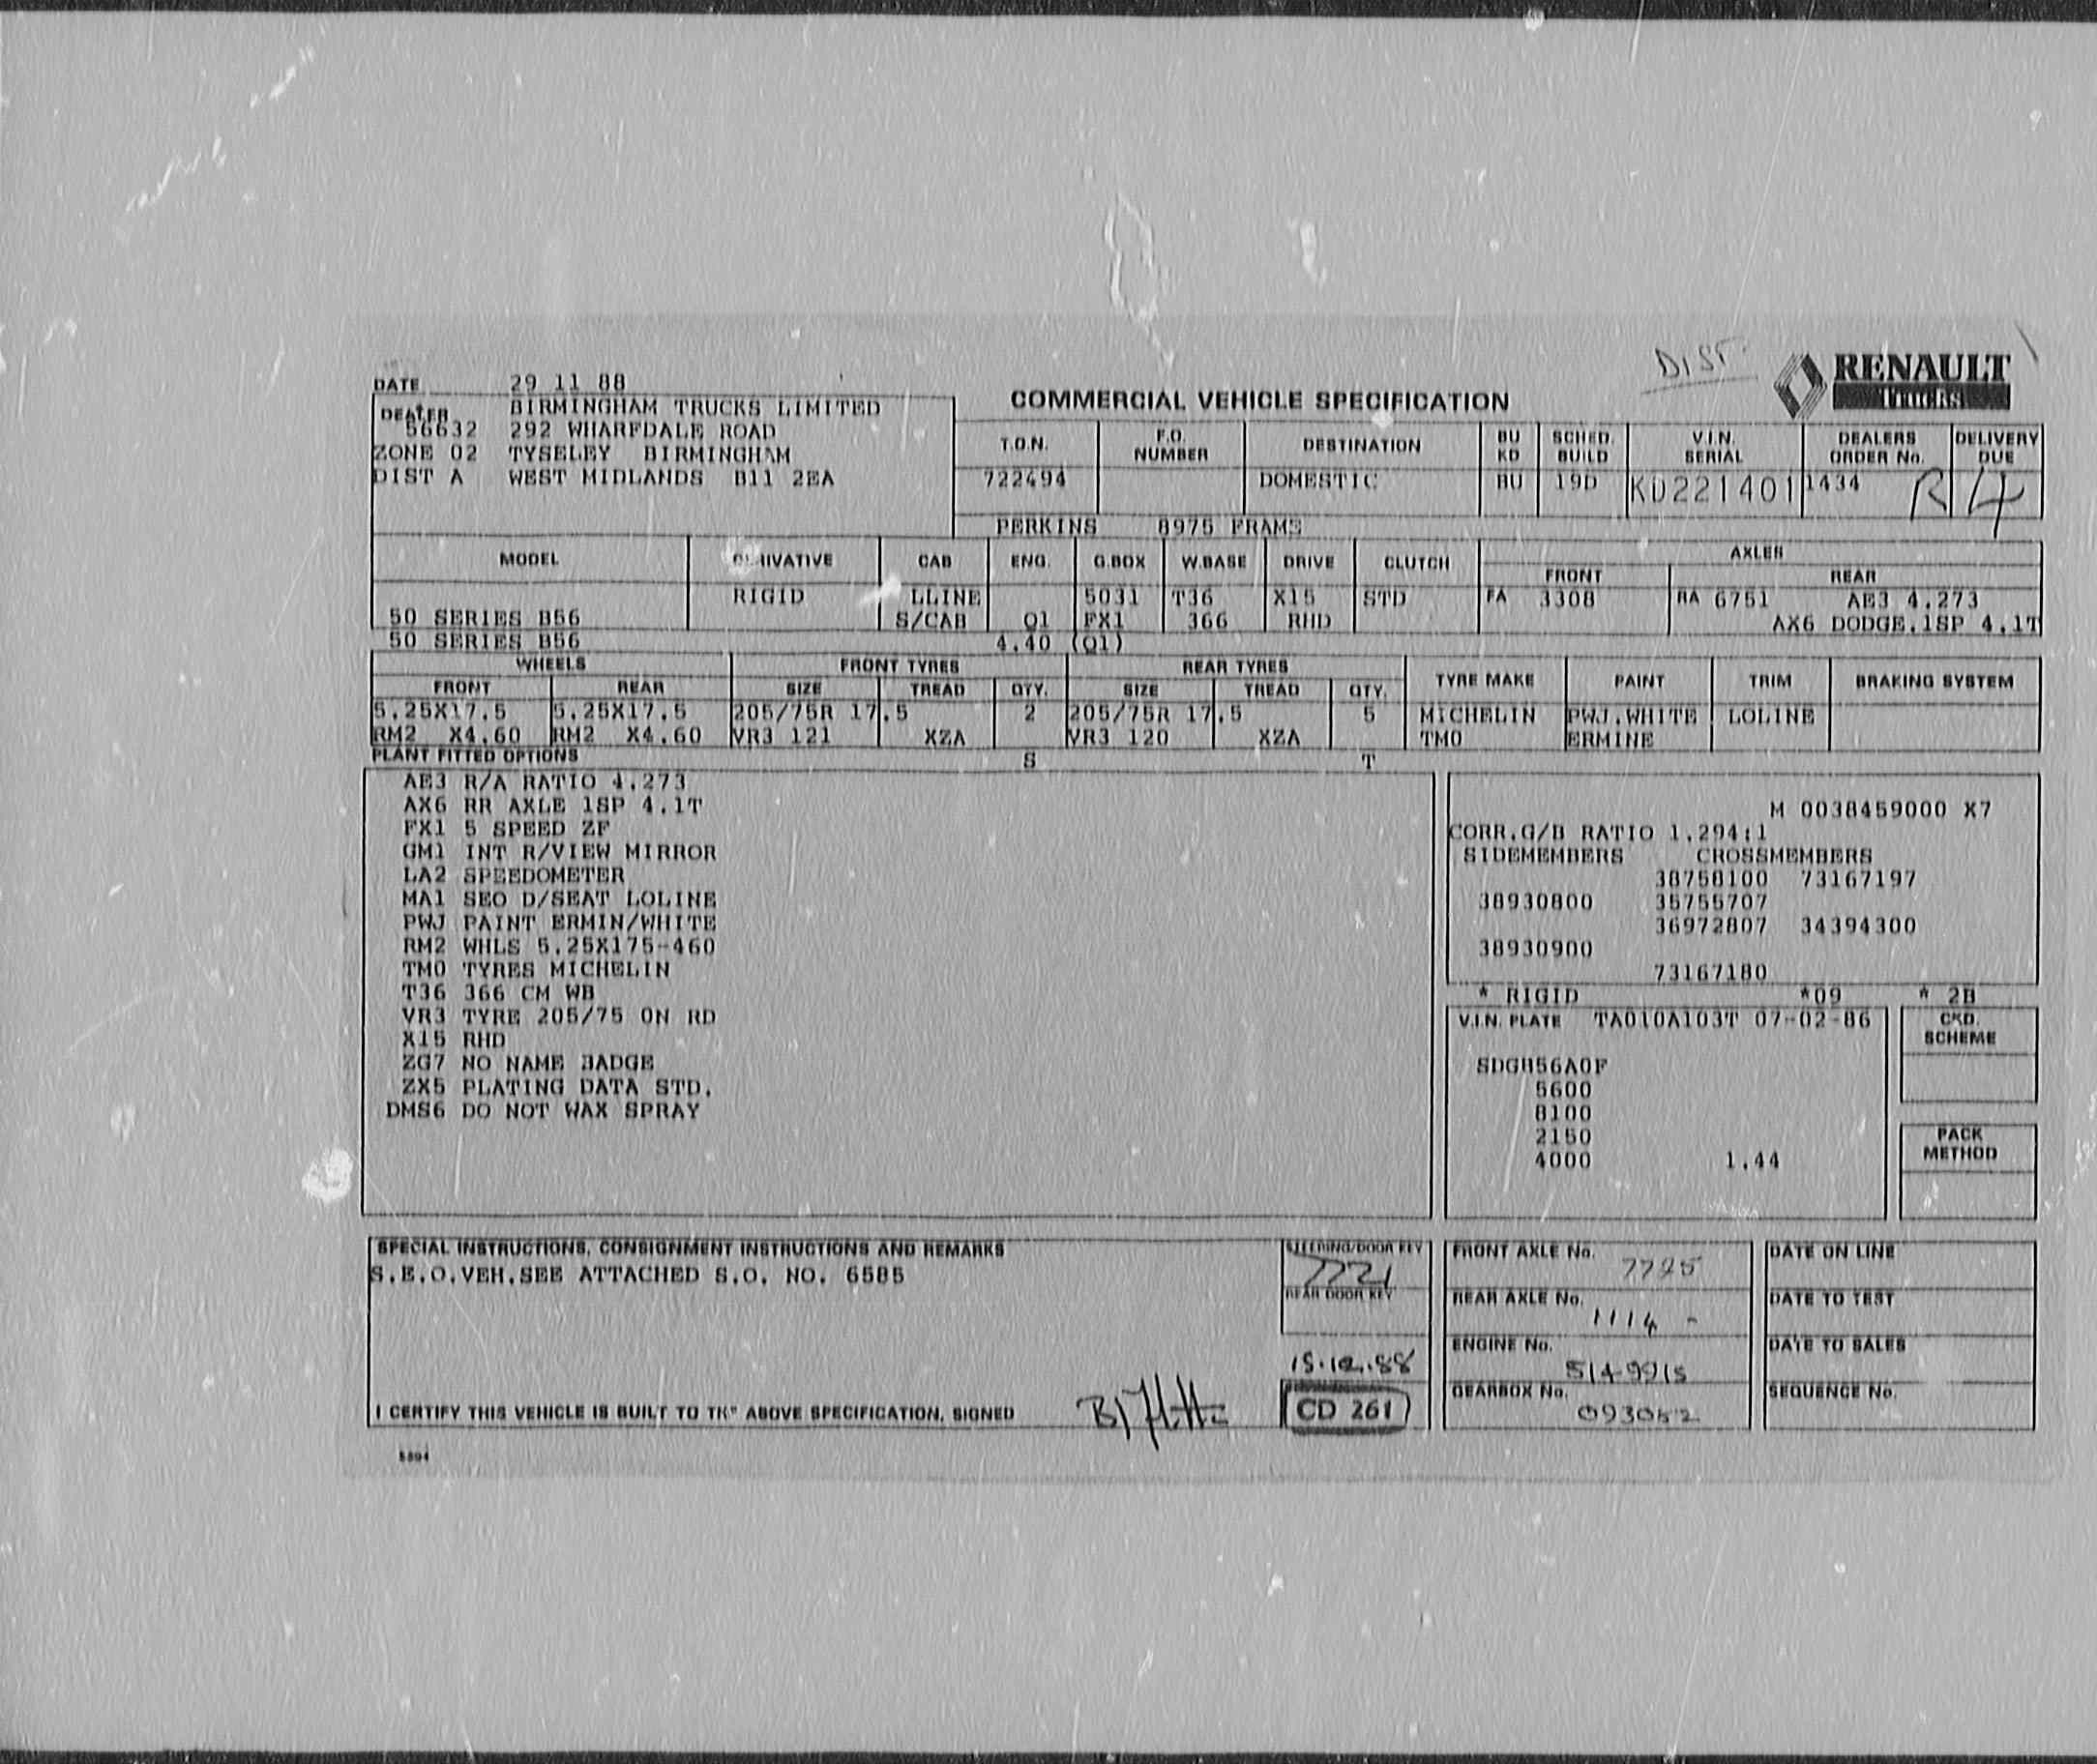 DIST
RENAULT
TRUCKS
DATE 29 11 88
COMMERCIAL VEHICLE SPECIFICATION
DEALER BIRMINGHAM TRUCKS LIMITED
56632 292 WHARFDALE ROAD
ZONE 02 TYSELEY BIRMINGHAM
DIST A WEST MIDLANDS B11 2EA
T.O.N. F.O. NUMBER DESTINATION BU KD SCHED. BUILD V.I.N. SERIAL DEALERS ORDER No. DELIVERY DUE
722494 DOMESTIC BU 19D KD221401 1434 R 4
PERKINS 8975 FRAMS
MODEL DERIVATIVE CAB ENG. G.BOX W.BASE DRIVE CLUTCH AXLES
FRONT REAR
RIGID LLINE 5031 T36 X15 STD FA 3308 RA 6751 AE3 4.273
50 SERIES B56 S/CAB Q1 FX1 366 RHD AX6 DODGE.1SP 4.1T
50 SERIES B56 4.40 (Q1)
WHEELS FRONT TYRES REAR TYRES TYRE MAKE PAINT TRIM BRAKING SYSTEM
FRONT REAR SIZE TREAD QTY. SIZE TREAD QTY.
5.25X17.5 5.25X17.5 205/75R 17.5 2 205/75R 17.5 5 MICHELIN PWJ.WHITE LOLINE
RM2 X4.60 RM2 X4.60 VR3 121 XZA VR3 120 XZA TM0 ERMINE
PLANT FITTED OPTIONS S T
AE3 R/A RATIO 4.273
AX6 RR AXLE 1SP 4.1T
FX1 5 SPEED ZF
GM1 INT R/VIEW MIRROR
LA2 SPEEDOMETER
MA1 SEO D/SEAT LOLINE
PWJ PAINT ERMIN/WHITE
RM2 WHLS 5.25X175-460
TM0 TYRES MICHELIN
T36 366 CM WB
VR3 TYRE 205/75 ON RD
X15 RHD
ZG7 NO NAME BADGE
ZX5 PLATING DATA STD.
DMS6 DO NOT WAX SPRAY
M 0038459000 X7
CORR.G/B RATIO 1.294:1
SIDEMEMBERS CROSSMEMBERS
38758100 73167197
38930800 35755707
36972807 34394300
38930900
73167180
* RIGID *09 * 2B
V.I.N. PLATE TA010A103T 07-02-86
CKD. SCHEME
SDGB56A0F
5600
8100
2150
4000 1.44
PACK METHOD
SPECIAL INSTRUCTIONS, CONSIGNMENT INSTRUCTIONS AND REMARKS
S.E.O.VEH.SEE ATTACHED S.O. NO. 6585
STEERING/DOOR KEY
7721
REAR DOOR KEY
15.12.88
CD 261
I CERTIFY THIS VEHICLE IS BUILT TO THE ABOVE SPECIFICATION, SIGNED
FRONT AXLE No. 7725
REAR AXLE No. 1114 -
ENGINE No. 5149915
GEARBOX No. 093052
DATE ON LINE
DATE TO TEST
DATE TO SALES
SEQUENCE No.
5894